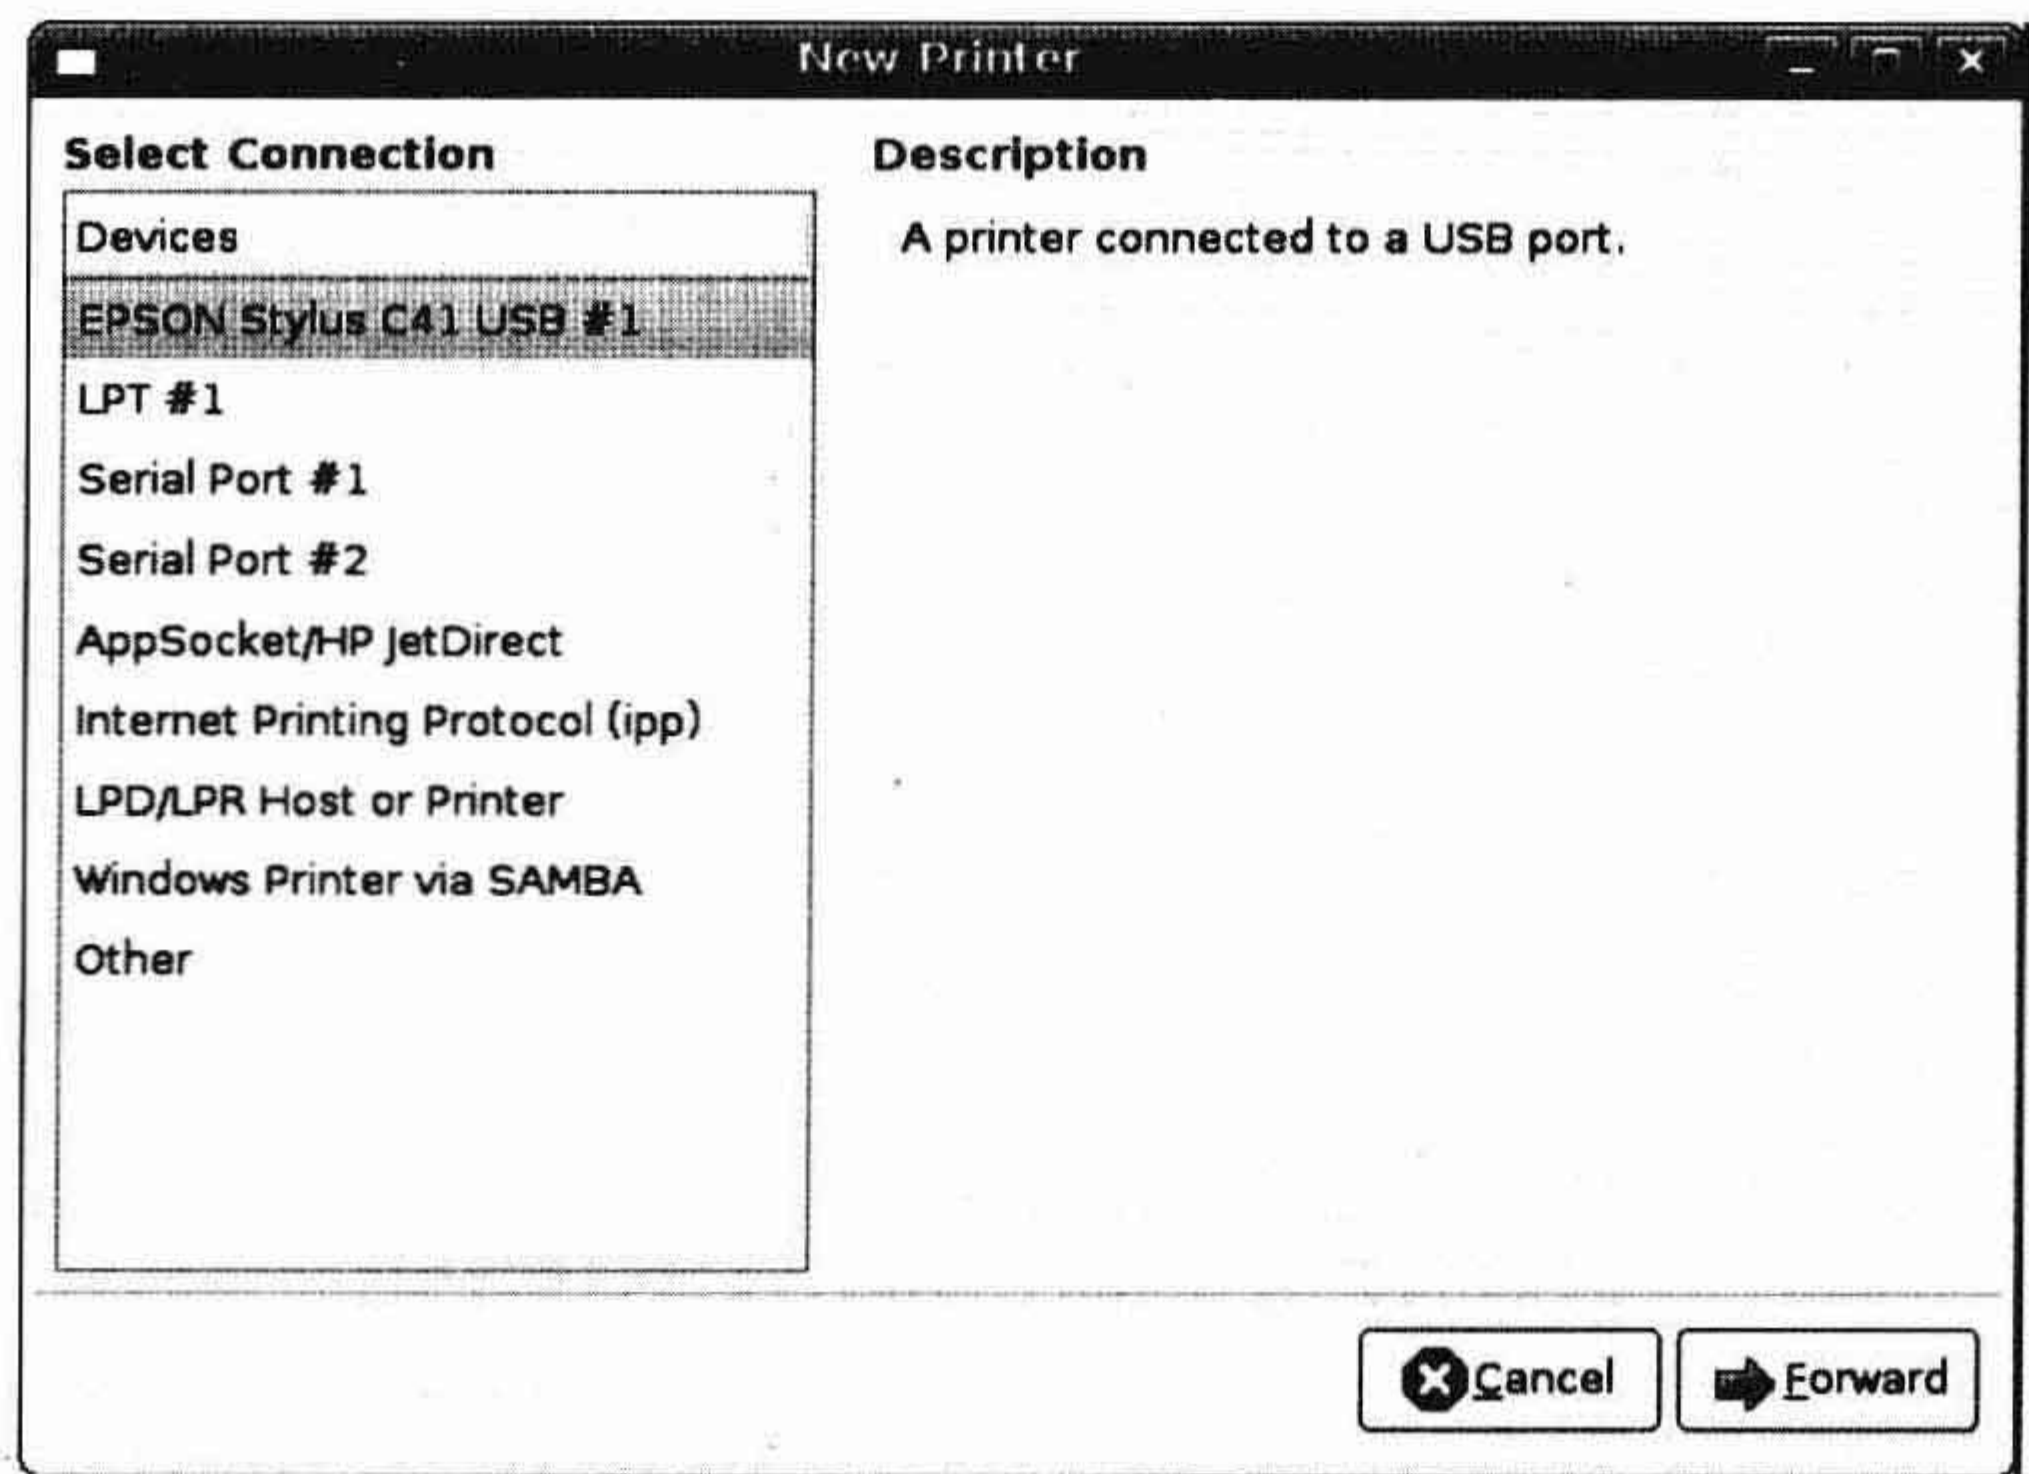 New Printer
Select Connection
Devices
EPSON Stylus C41 USB #1
LPT #1
Serial Port #1
Serial Port #2
AppSocket/HP JetDirect
Internet Printing Protocol (ipp)
LPD/LPR Host or Printer
Windows Printer via SAMBA
Other
Description
A printer connected to a USB port.
Cancel
Forward